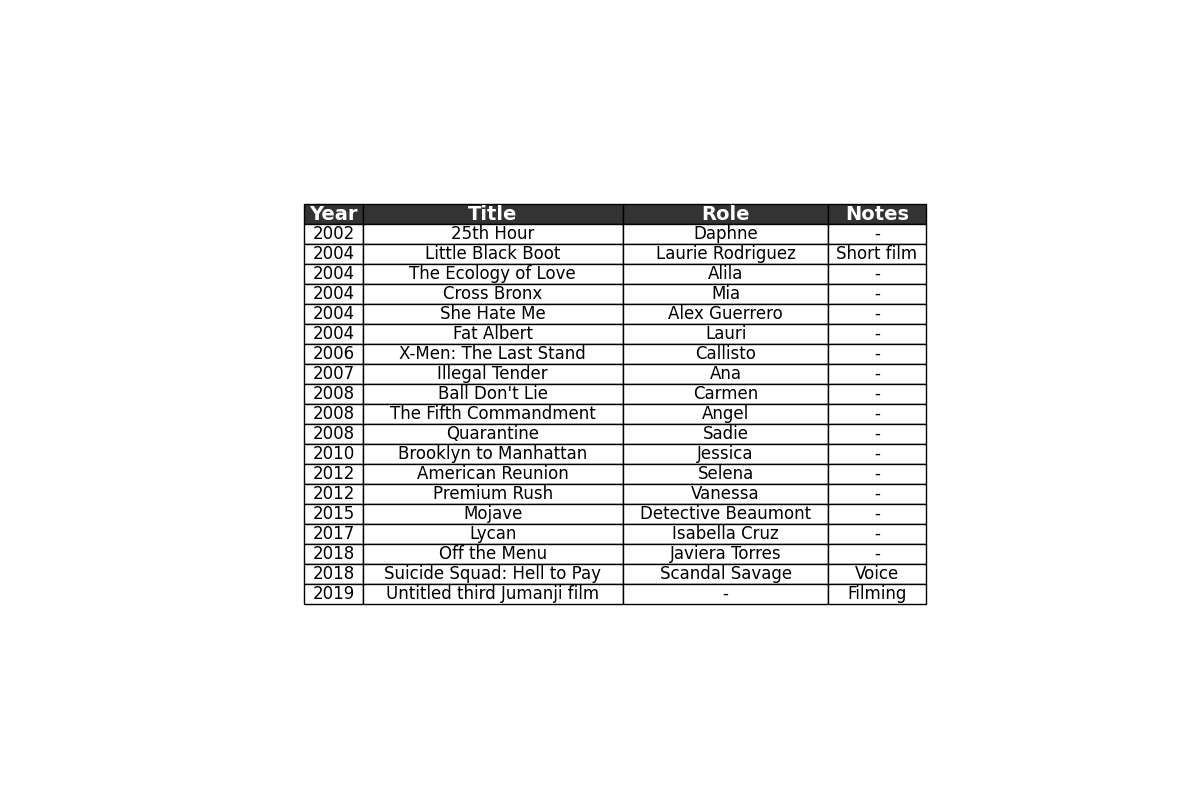 Year Title Role Notes
2002 25th Hour Daphne -
2004 Little Black Boot Laurie Rodriguez Short film
2004 The Ecology of Love Alila -
2004 Cross Bronx Mia -
2004 She Hate Me Alex Guerrero -
2004 Fat Albert Lauri -
2006 X-Men: The Last Stand Callisto -
2007 Illegal Tender Ana -
2008 Ball Don't Lie Carmen -
2008 The Fifth Commandment Angel -
2008 Quarantine Sadie -
2010 Brooklyn to Manhattan Jessica -
2012 American Reunion Selena -
2012 Premium Rush Vanessa -
2015 Mojave Detective Beaumont -
2017 Lycan Isabella Cruz -
2018 Off the Menu Javiera Torres -
2018 Suicide Squad: Hell to Pay Scandal Savage Voice
2019 Untitled third Jumanji film - Filming